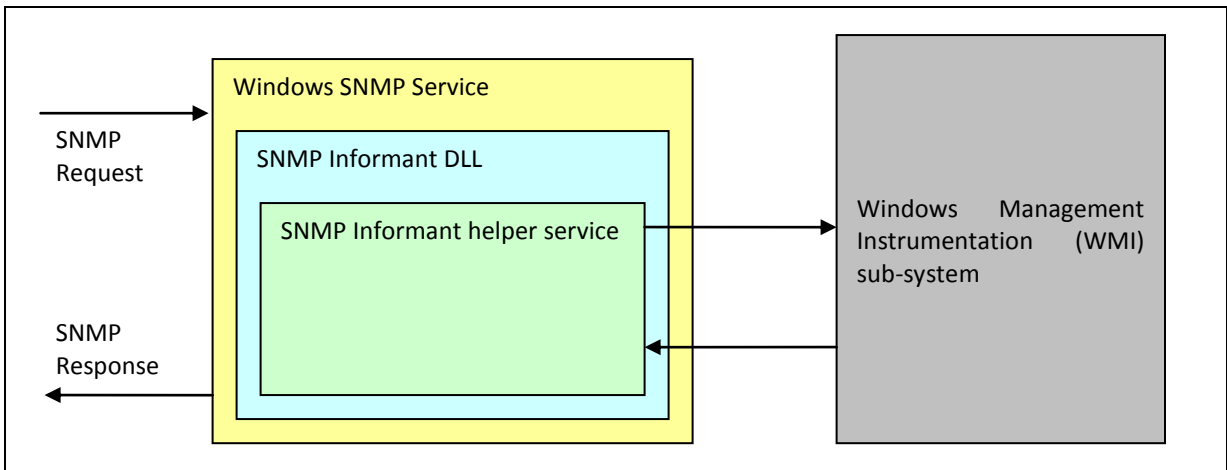 Windows SNMP Service
SNMP
Request
SNMP Informant DLL
SNMP Informant helper service
Windows Management
Instrumentation (WMI)
sub-system
SNMP
Response